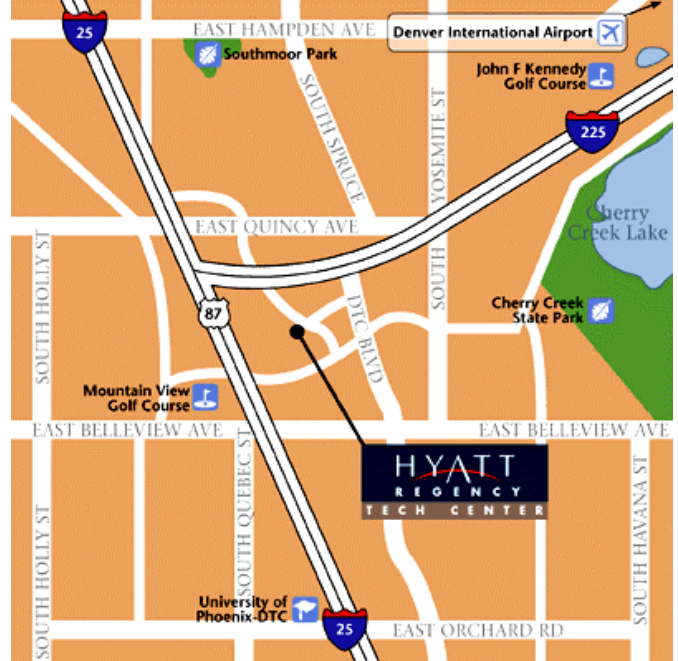 25
EAST HAMPDEN AVE
Denver International Airport
Southmoor Park
John F Kennedy
Golf Course
SOUTH SPRUCE
SOUTH YOSEMITE ST
225
Cherry
Creek Lake
EAST QUINCY AVE
SOUTH HOLLY ST
87
DTC BLVD
Cherry Creek
State Park
Mountain View
Golf Course
EAST BELLEVIEW AVE
EAST BELLEVIEW AVE
HYATT
REGENCY
TECH CENTER
SOUTH HOLLY ST
SOUTH QUEBEC ST
SOUTH HAVANA ST
University of
Phoenix-DTC
25
EAST ORCHARD RD